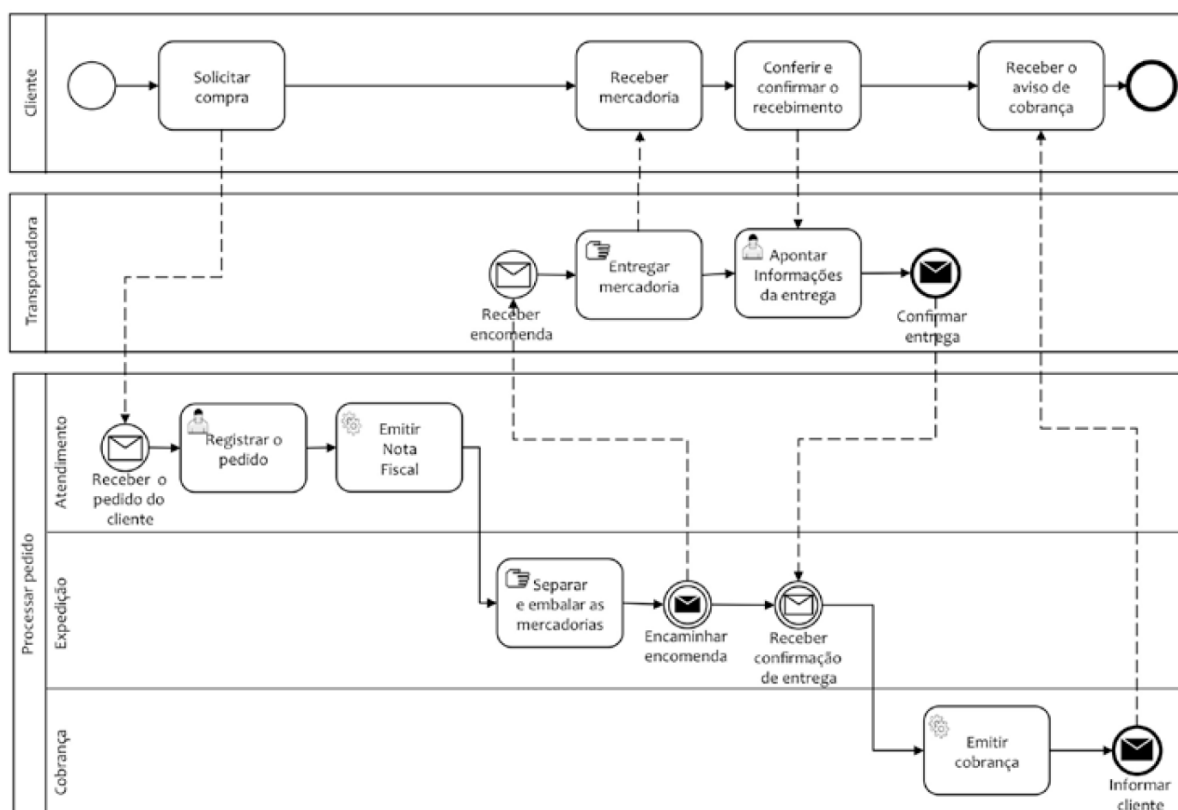 Cliente
Solicitar
compra
Receber
mercadoria
Conferir e
confirmar o
recebimento
Receber o
aviso de
cobrança
Transportadora
Receber
encomenda
Entregar
mercadoria
Apontar
Informações
da entrega
Confirmar
entrega
Processar pedido
Atendimento
Receber o
pedido do
cliente
Registrar o
pedido
Emitir
Nota
Fiscal
Expedição
Separar
e embalar as
mercadorias
Encaminhar
encomenda
Receber
confirmação
de entrega
Cobrança
Emitir
cobrança
Informar
cliente